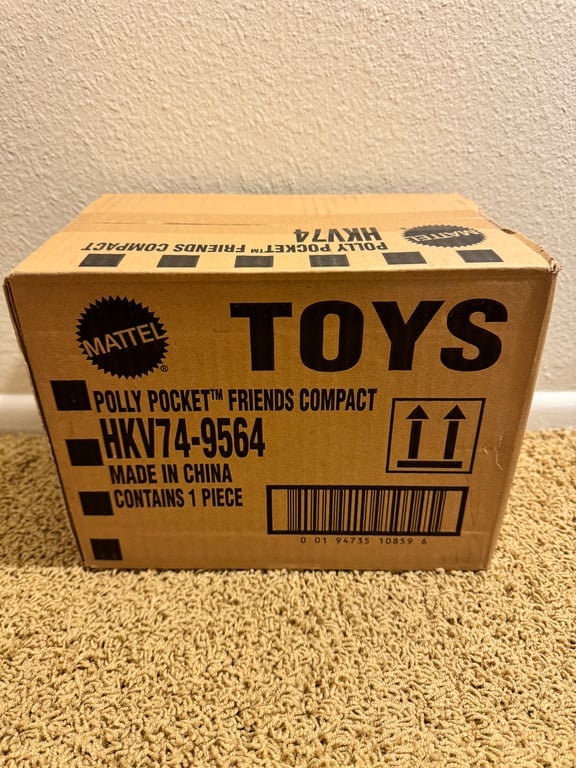 POLLY POCKET™ FRIENDS COMPACT
HKV74
MATTEL
MATTEL®
TOYS
POLLY POCKET™ FRIENDS COMPACT
HKV74-9564
MADE IN CHINA
CONTAINS 1 PIECE
0 01 94735 10859 6